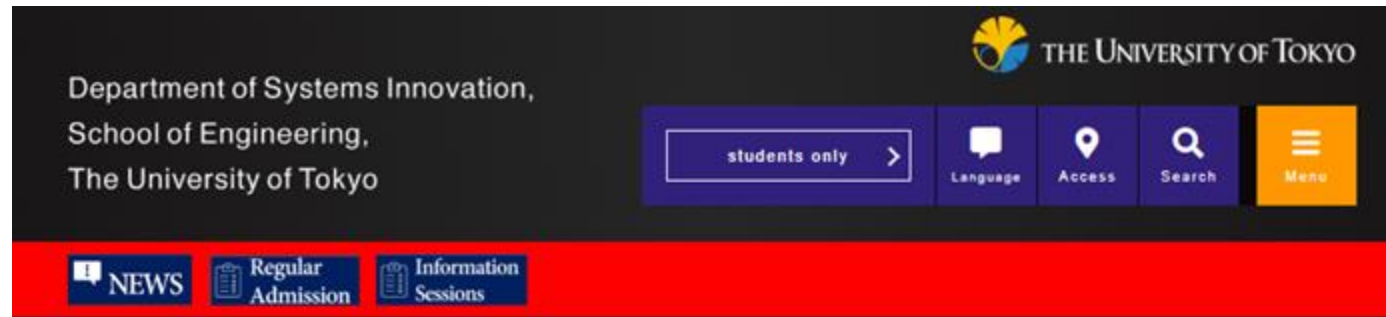 THE UNIVERSITY OF TOKYO
Department of Systems Innovation,
School of Engineering,
The University of Tokyo
students only
Language
Access
Search
Menu
NEWS
Regular
Admission
Information
Sessions